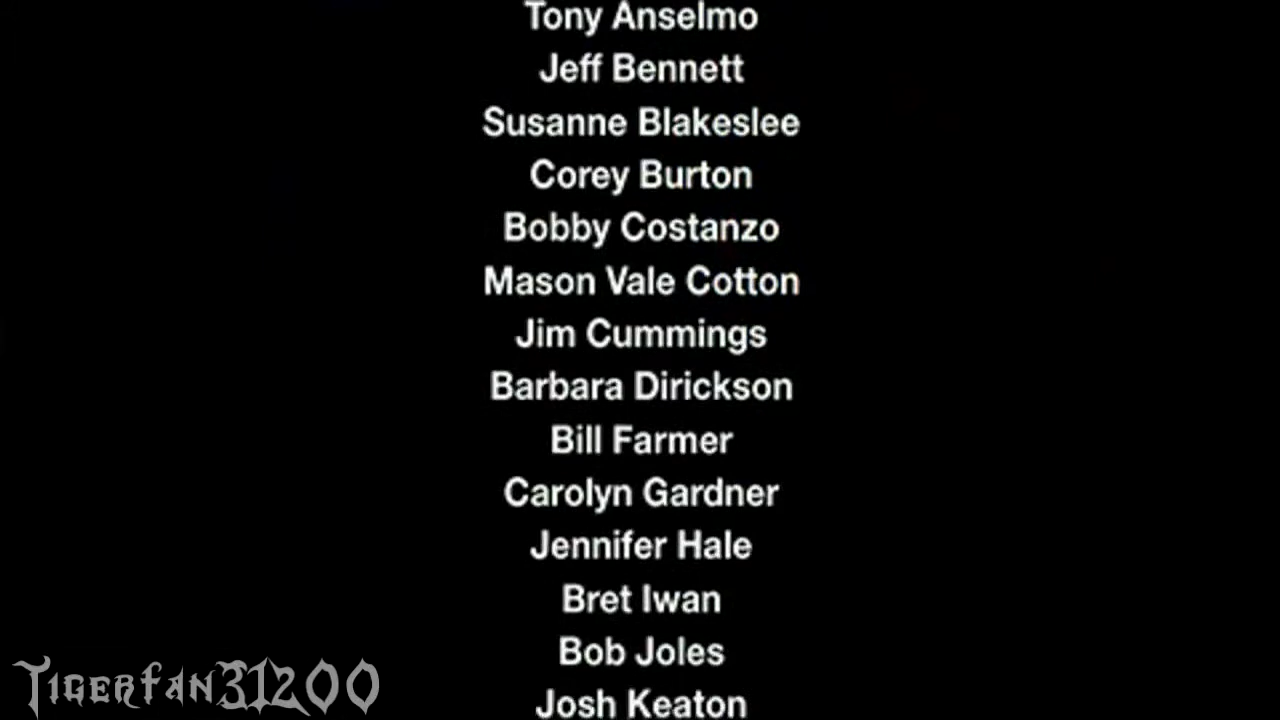 Tony Anselmo
Jeff Bennett
Susanne Blakeslee
Corey Burton
Bobby Costanzo
Mason Vale Cotton
Jim Cummings
Barbara Dirickson
Bill Farmer
Carolyn Gardner
Jennifer Hale
Bret Iwan
Bob Joles
Josh Keaton
Tigerfan31200